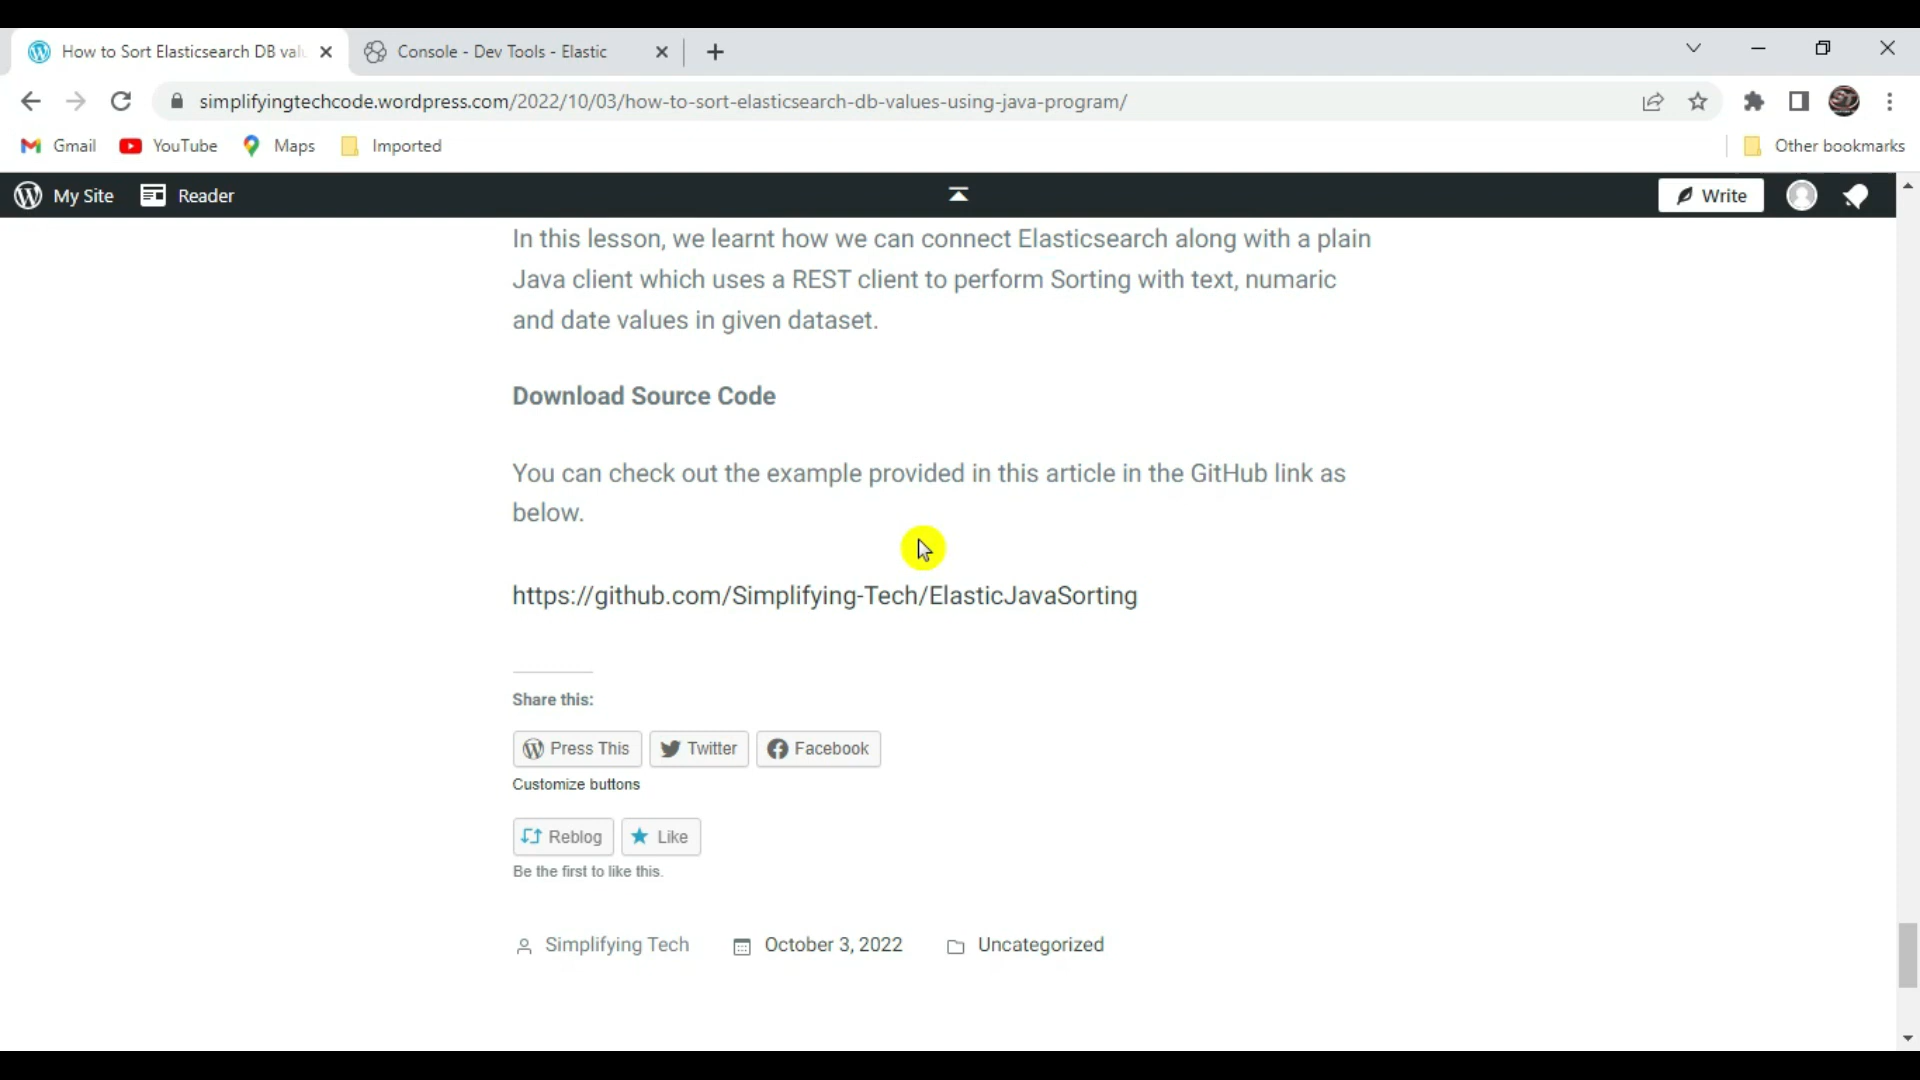 How to Sort Elasticsearch DB val
Console - Dev Tools - Elastic
simplifyingtechcode.wordpress.com/2022/10/03/how-to-sort-elasticsearch-db-values-using-java-program/
Gmail YouTube Maps Imported Other bookmarks
My Site Reader Write
In this lesson, we learnt how we can connect Elasticsearch along with a plain
Java client which uses a REST client to perform Sorting with text, numaric
and date values in given dataset.
Download Source Code
You can check out the example provided in this article in the GitHub link as
below.
https://github.com/Simplifying-Tech/ElasticJavaSorting
Share this:
Press This Twitter Facebook
Customize buttons
Reblog Like
Be the first to like this.
Simplifying Tech October 3, 2022 Uncategorized